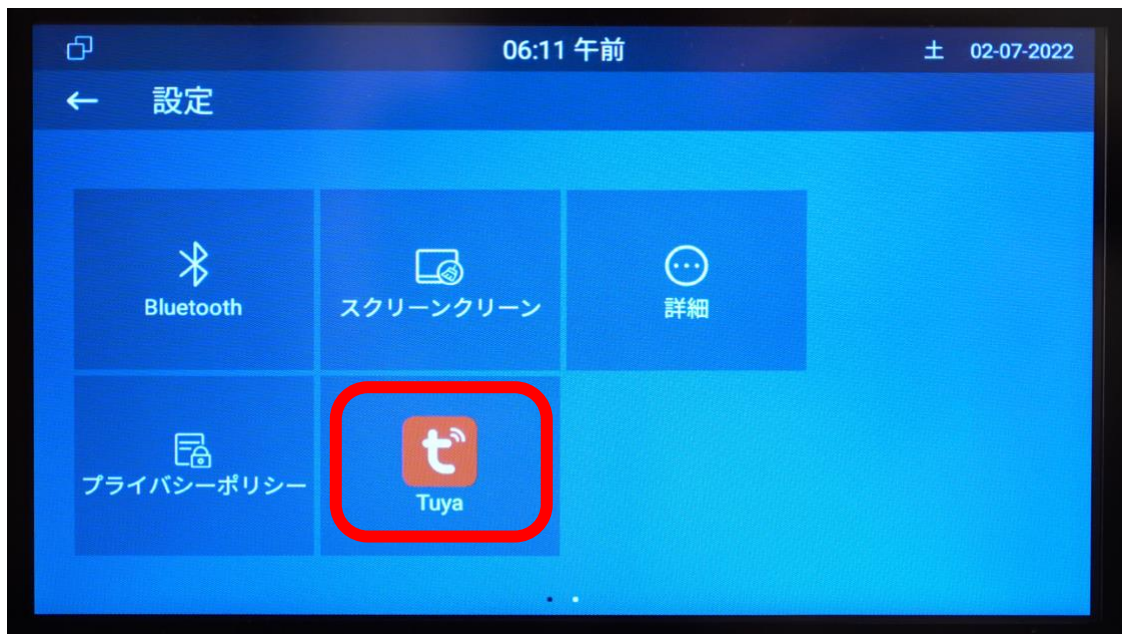 06:11 午前
土 02-07-2022
← 設定
Bluetooth
スクリーンクリーン
詳細
プライバシーポリシー
Tuya